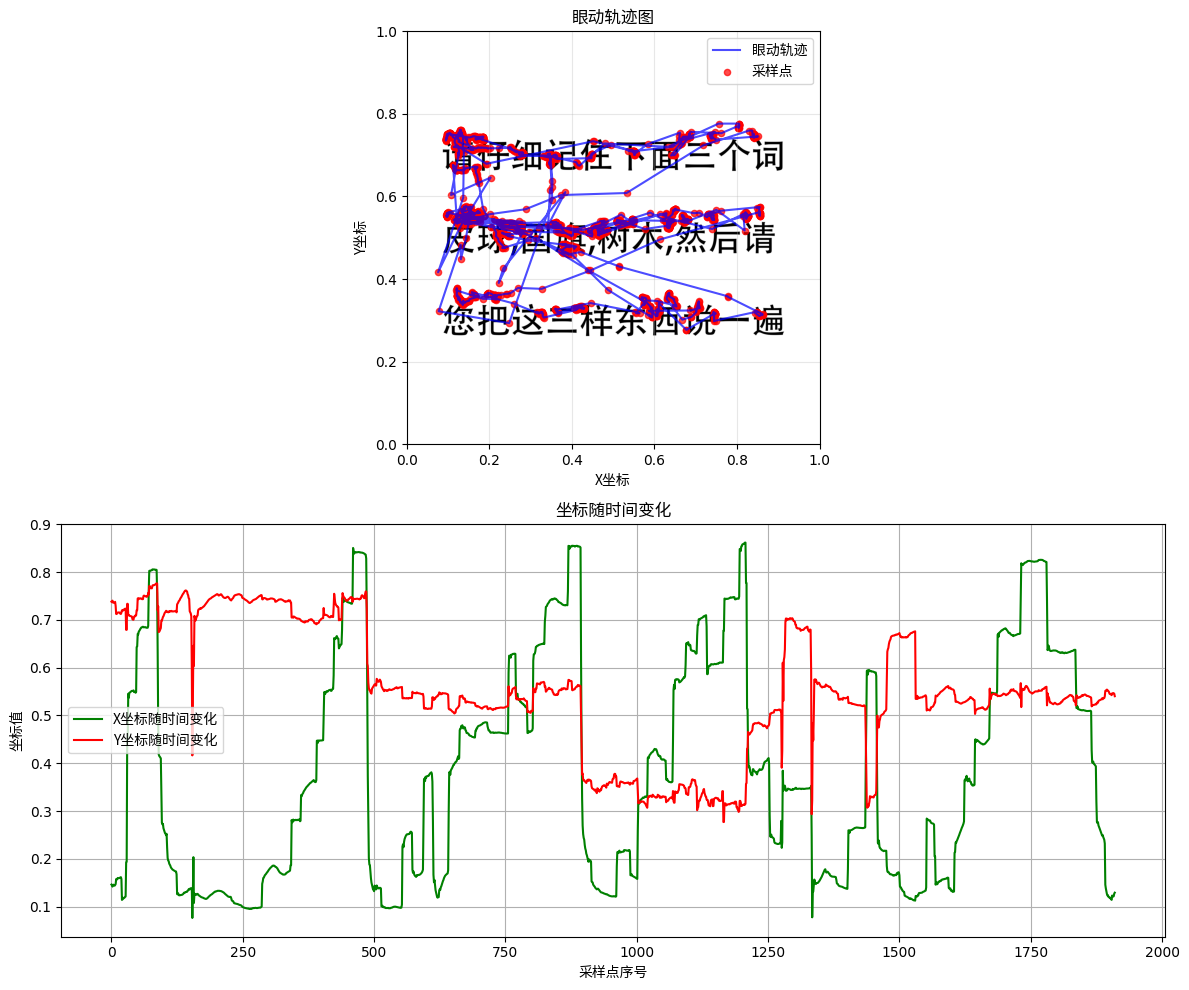 眼动轨迹图
1.0
0.8
0.6
0.4
0.2
0.0
Y坐标
眼动轨迹
采样点
请仔细记住下面三个词
皮球,国旗,树木,然后请
您把这三样东西说一遍
0.0 0.2 0.4 0.6 0.8 1.0
X坐标
坐标随时间变化
0.9
0.8
0.7
0.6
0.5
0.4
0.3
0.2
0.1
坐标值
X坐标随时间变化
Y坐标随时间变化
0 250 500 750 1000 1250 1500 1750 2000
采样点序号